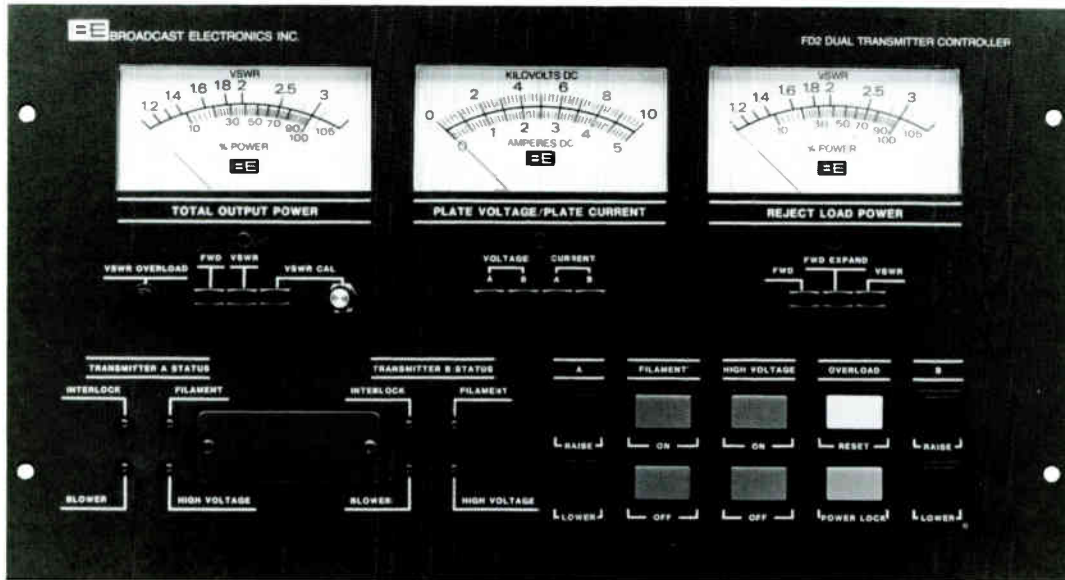 BE BROADCAST ELECTRONICS INC.
FD2 DUAL TRANSMITTER CONTROLLER
VSWR
1.2 1.4 1.6 1.8 2 2.5 3
10 30 50 70 90 100 105
% POWER
BE
TOTAL OUTPUT POWER
KILOVOLTS DC
0 2 4 6 8 10
0 1 2 3 4 5
AMPERES DC
BE
PLATE VOLTAGE/PLATE CURRENT
VSWR
1.2 1.4 1.6 1.8 2 2.5 3
10 30 50 70 90 100 105
% POWER
BE
REJECT LOAD POWER
VSWR OVERLOAD
FWD VSWR
VSWR CAL
VOLTAGE CURRENT
A B A B
FWD
FWD EXPAND
VSWR
TRANSMITTER A STATUS
INTERLOCK FILAMENT
BLOWER HIGH VOLTAGE
TRANSMITTER B STATUS
INTERLOCK FILAMENT
BLOWER HIGH VOLTAGE
A FILAMENT HIGH VOLTAGE OVERLOAD B
RAISE ON ON RESET RAISE
LOWER OFF OFF POWER LOCK LOWER